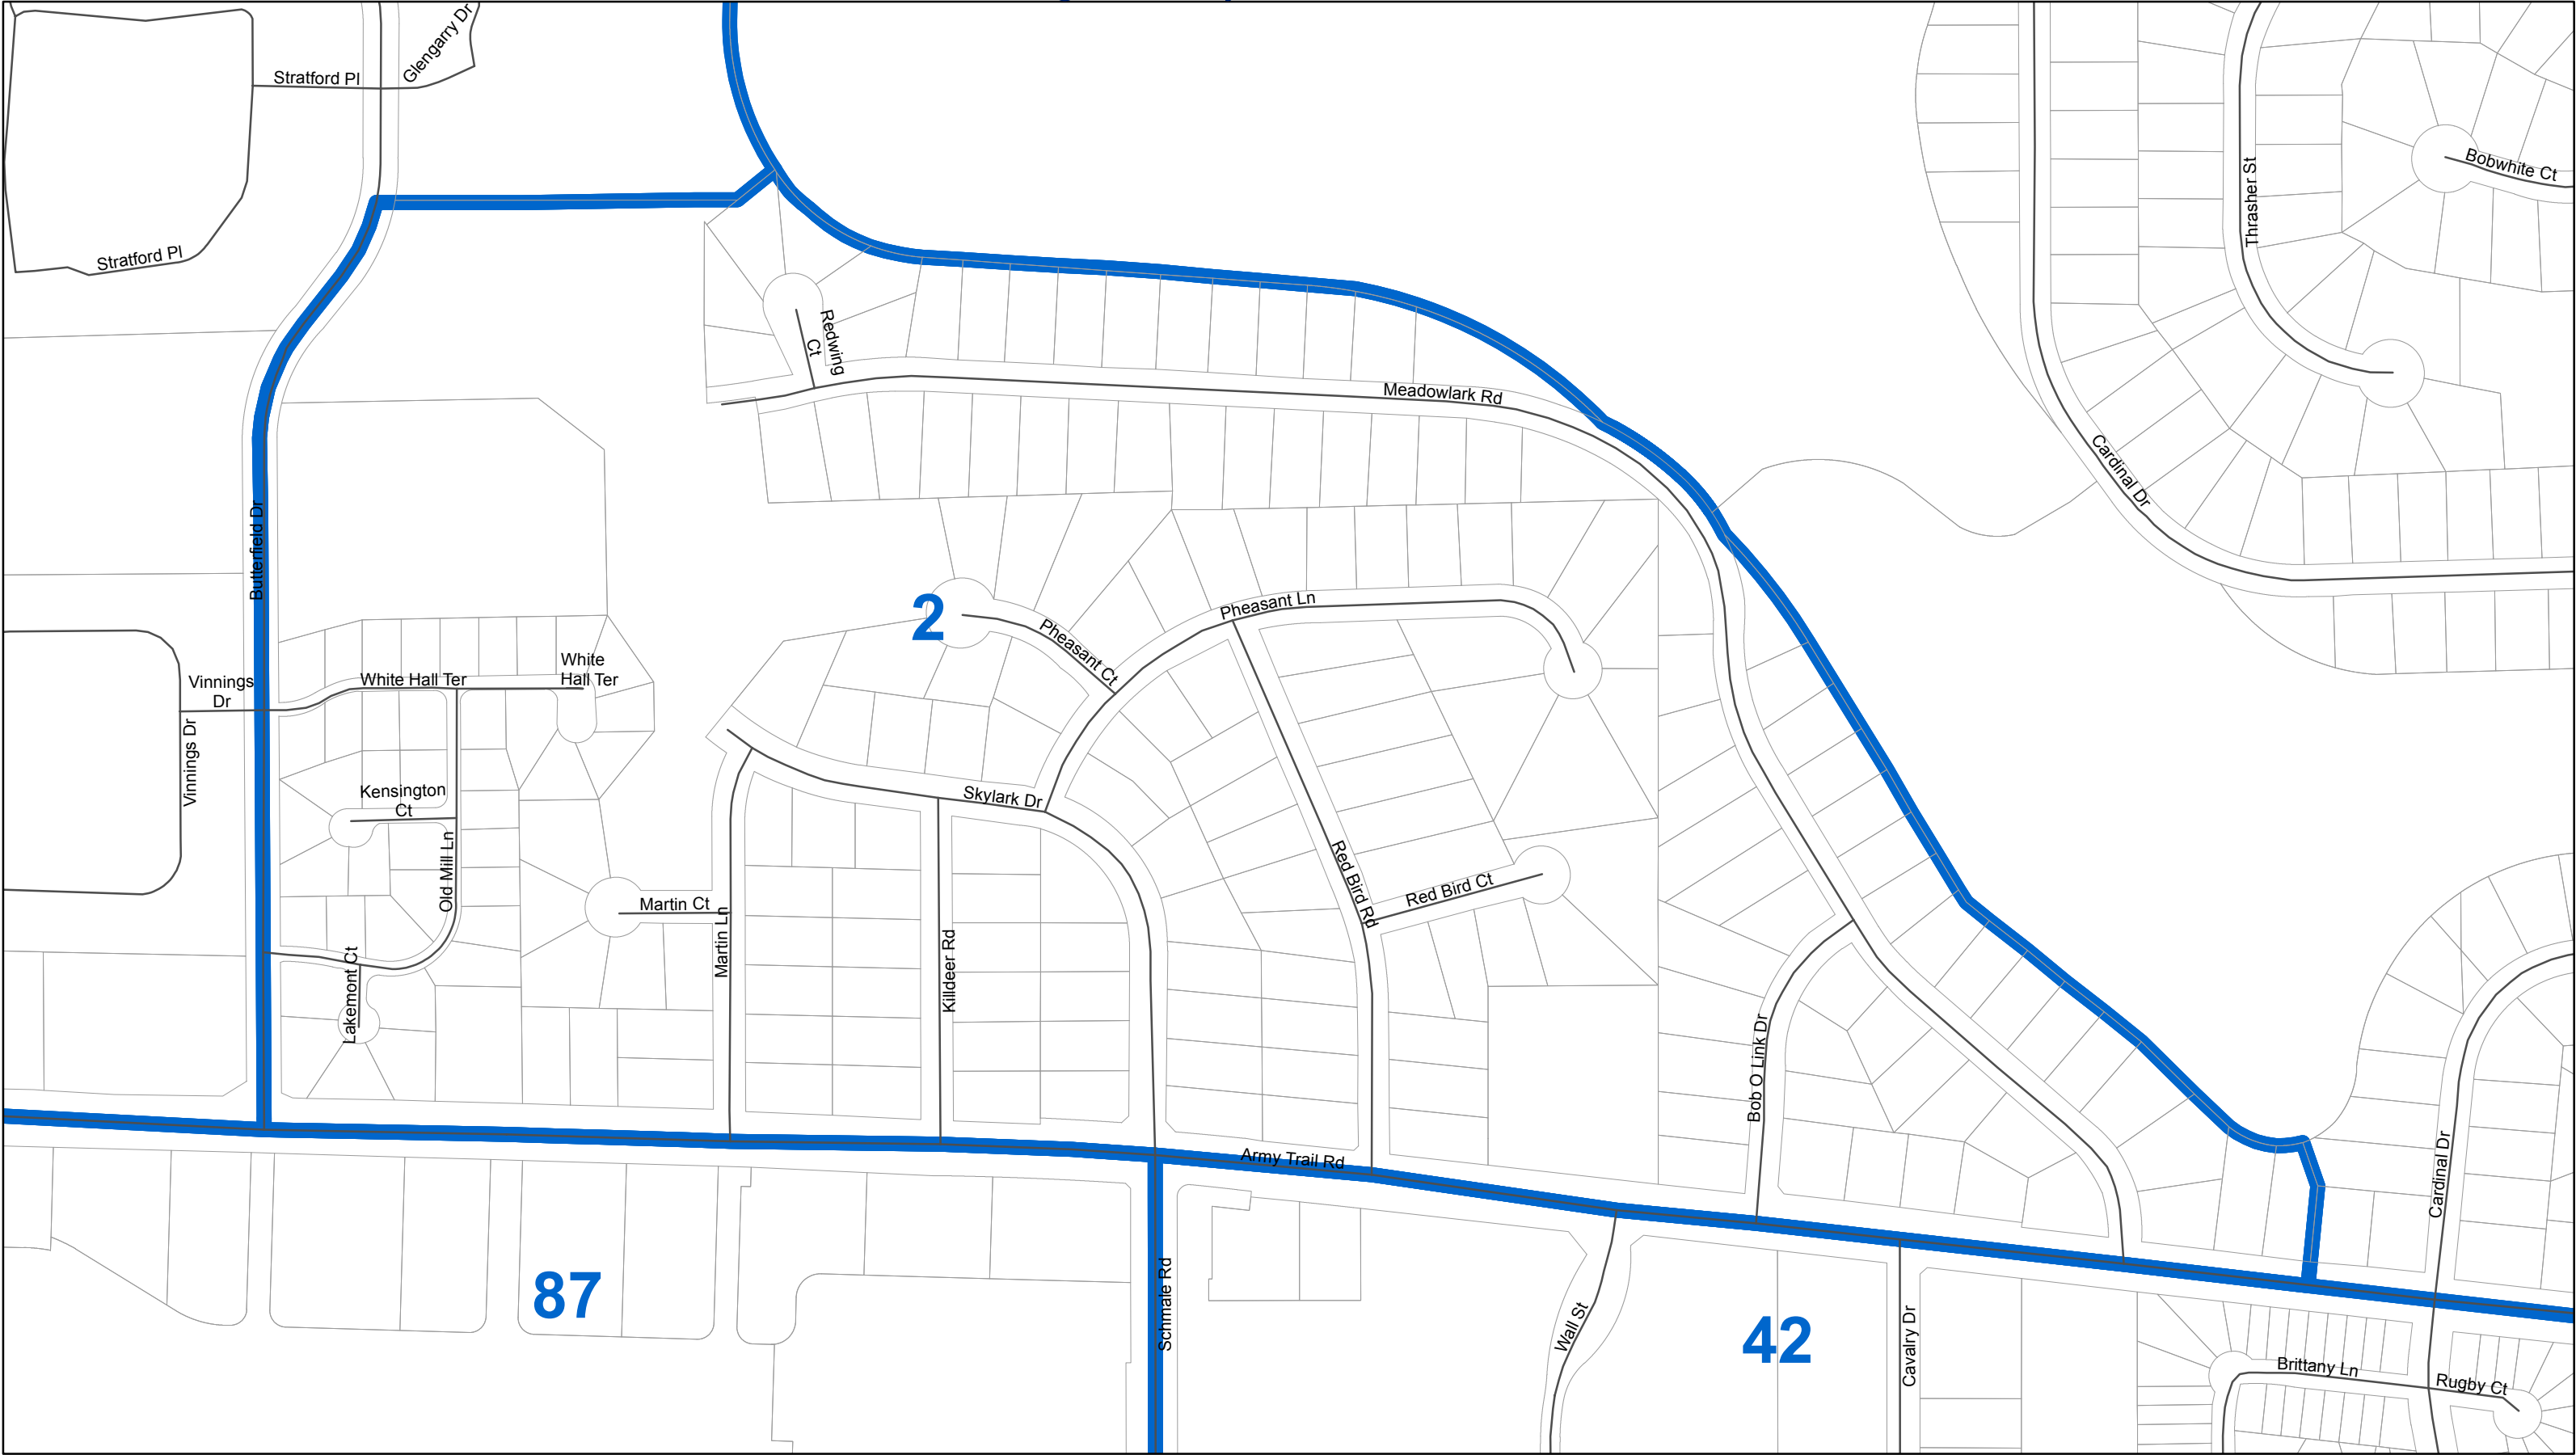 Glengarry Dr
Stratford Pl
Stratford Pl
Bobwhite Ct
Thrasher St
Redwing
Ct
Meadowlark Rd
Cardinal Dr
Butterfield Dr
2
Pheasant Ln
Pheasant Ct
White
Hall Ter
White Hall Ter
Vinnings
Dr
Vinnings Dr
Kensington
Ct
Skylark Dr
Old Mill Ln
Red Bird Rd
Red Bird Ct
Martin Ct
Martin Ln
Killdeer Rd
Lakemont Ct
Bob O Link Dr
Army Trail Rd
Cardinal Dr
87
Schmale Rd
Wall St
42
Cavalry Dr
Brittany Ln
Rugby Ct